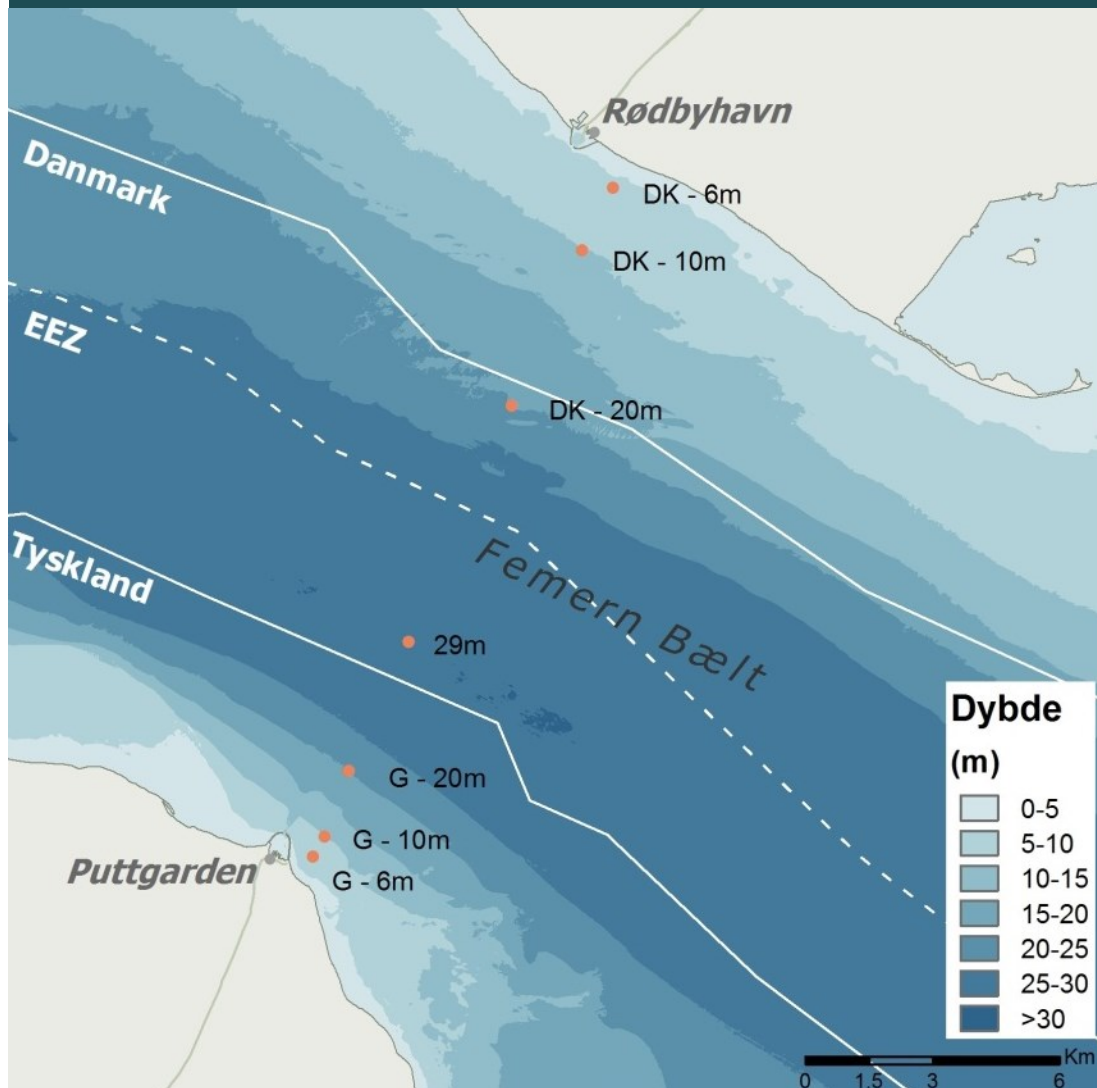 Rødbyhavn
Danmark
DK - 6m
DK - 10m
EEZ
DK - 20m
Tyskland
Femern Bælt
29m
G - 20m
G - 10m
Puttgarden
G - 6m
Dybde
(m)
0-5
5-10
10-15
15-20
20-25
25-30
>30
Km
0 1,5 3 6